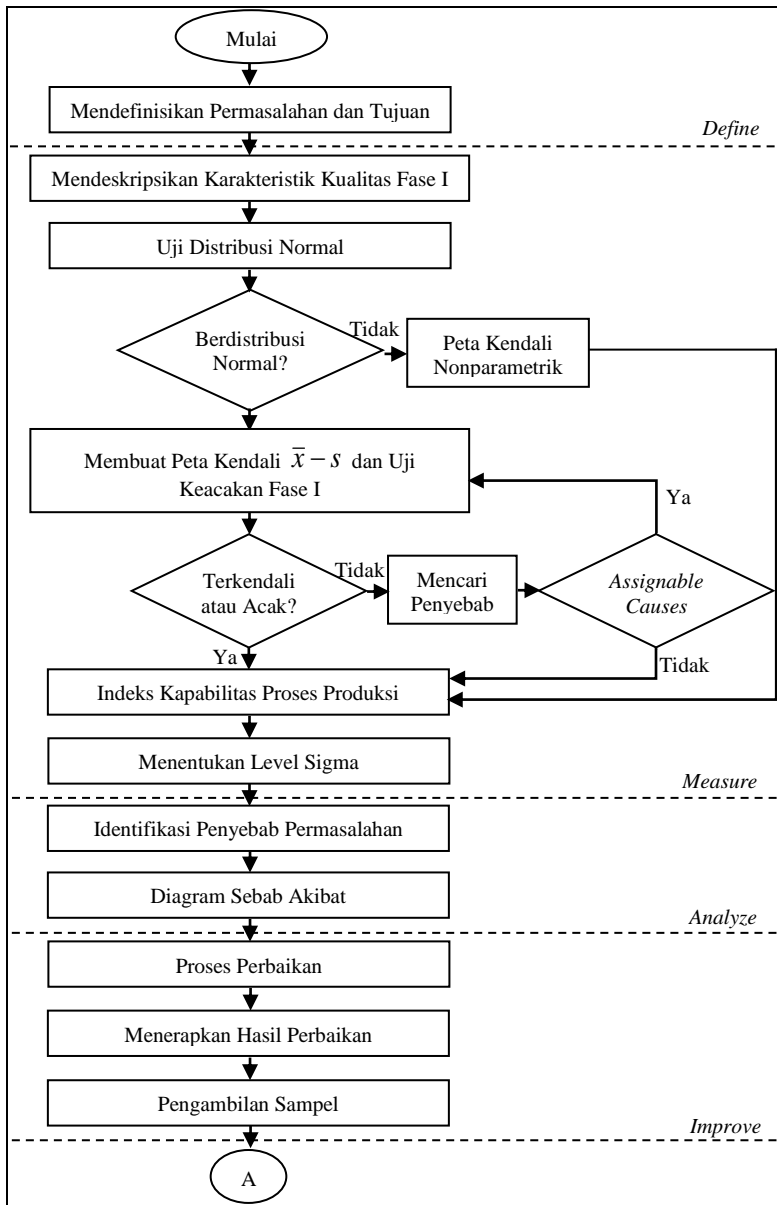 Mulai
Mendefinisikan Permasalahan dan Tujuan
Define
Mendeskripsikan Karakteristik Kualitas Fase I
Uji Distribusi Normal
Berdistribusi
Normal?
Tidak
Peta Kendali
Nonparametrik
Membuat Peta Kendali x̄ − s dan Uji
Keacakan Fase I
Ya
Terkendali
atau Acak?
Tidak
Mencari
Penyebab
Assignable
Causes
Ya
Tidak
Indeks Kapabilitas Proses Produksi
Menentukan Level Sigma
Measure
Identifikasi Penyebab Permasalahan
Diagram Sebab Akibat
Analyze
Proses Perbaikan
Menerapkan Hasil Perbaikan
Pengambilan Sampel
Improve
A